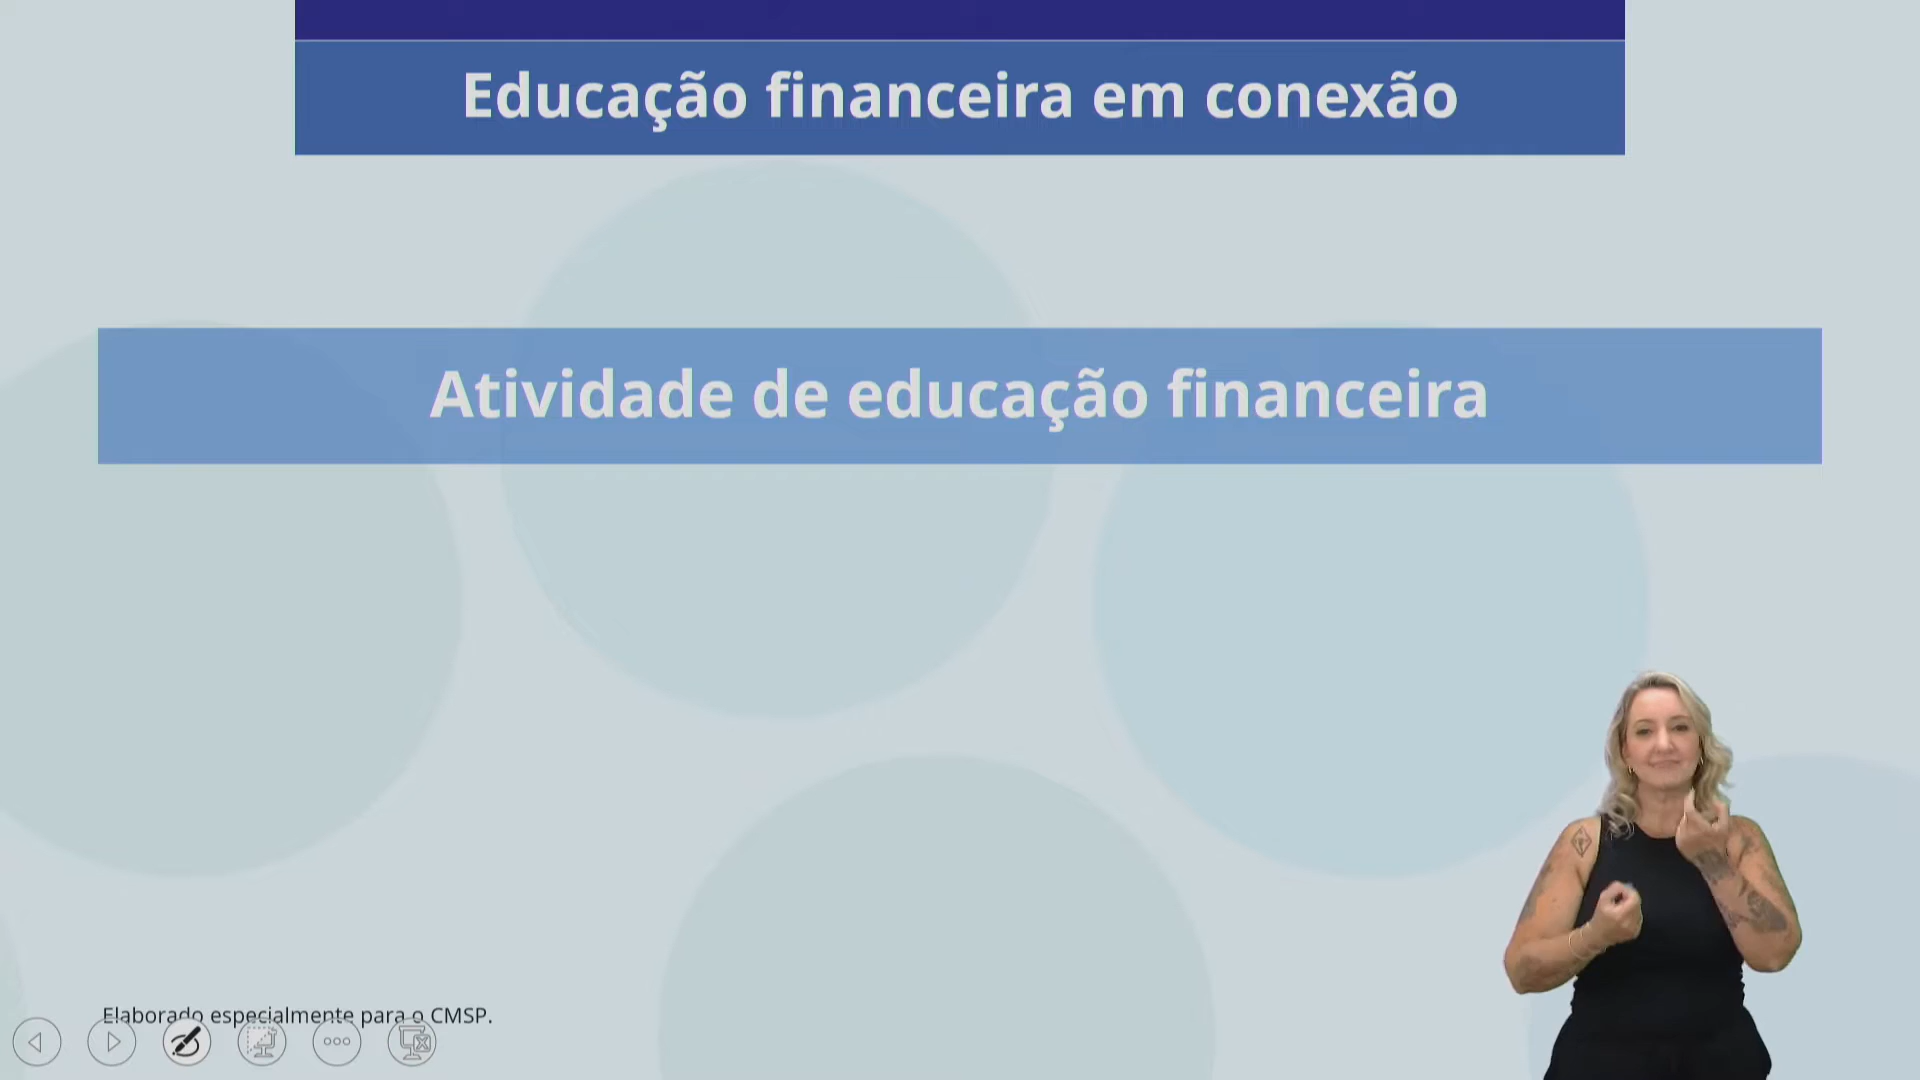 Educação financeira em conexão
Atividade de educação financeira
Elaborado especialmente para o CMSP.